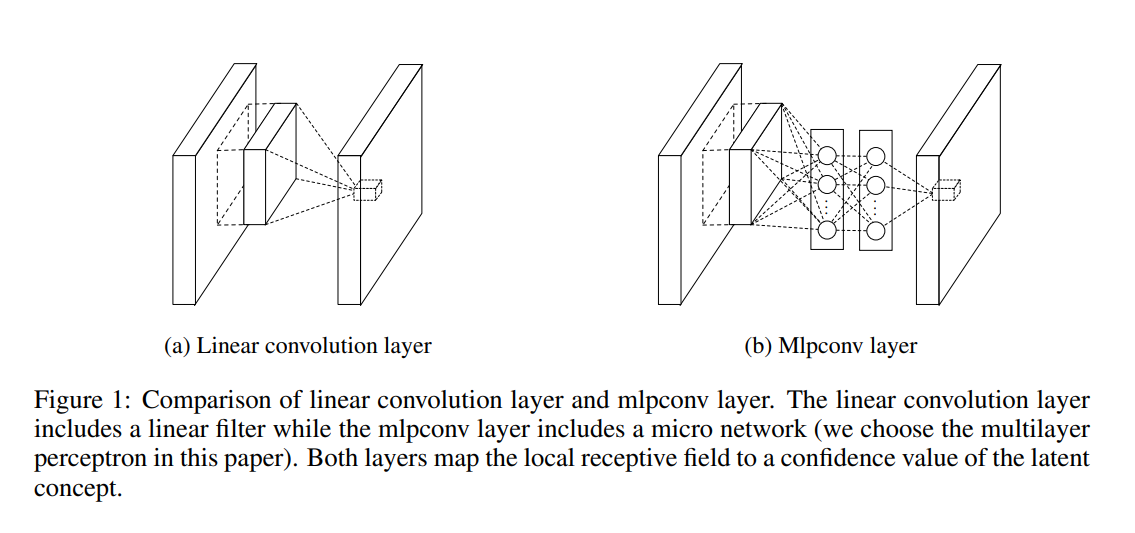 (a) Linear convolution layer
(b) Mlpconv layer
Figure 1: Comparison of linear convolution layer and mlpconv layer. The linear convolution layer
includes a linear filter while the mlpconv layer includes a micro network (we choose the multilayer
perceptron in this paper). Both layers map the local receptive field to a confidence value of the latent
concept.